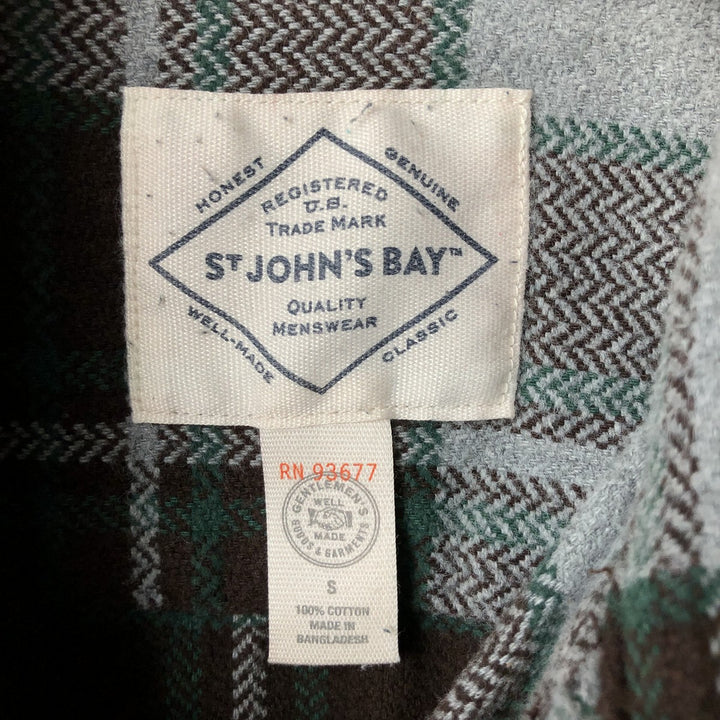 HONEST
GENUINE
REGISTERED
U.S.
TRADE MARK
ST JOHN'S BAY™
QUALITY
MENSWEAR
WELL-MADE
CLASSIC
RN 93677
GENTLEMEN'S
WELL
MADE
GOODS & GARMENTS
S
100% COTTON
MADE IN
BANGLADESH